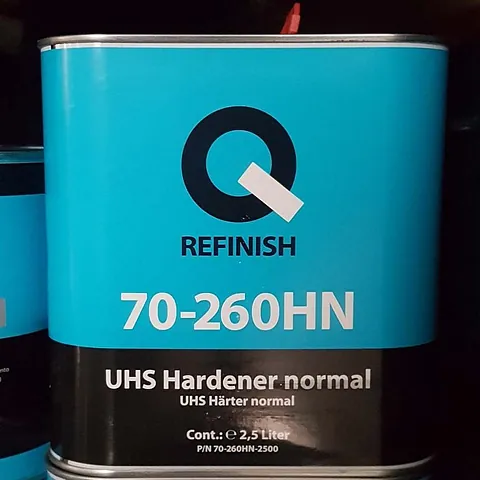 Q
REFINISH
70-260HN
UHS Hardener normal
UHS Härter normal
Cont.: ℮ 2,5 Liter
P/N 70-260HN-2500